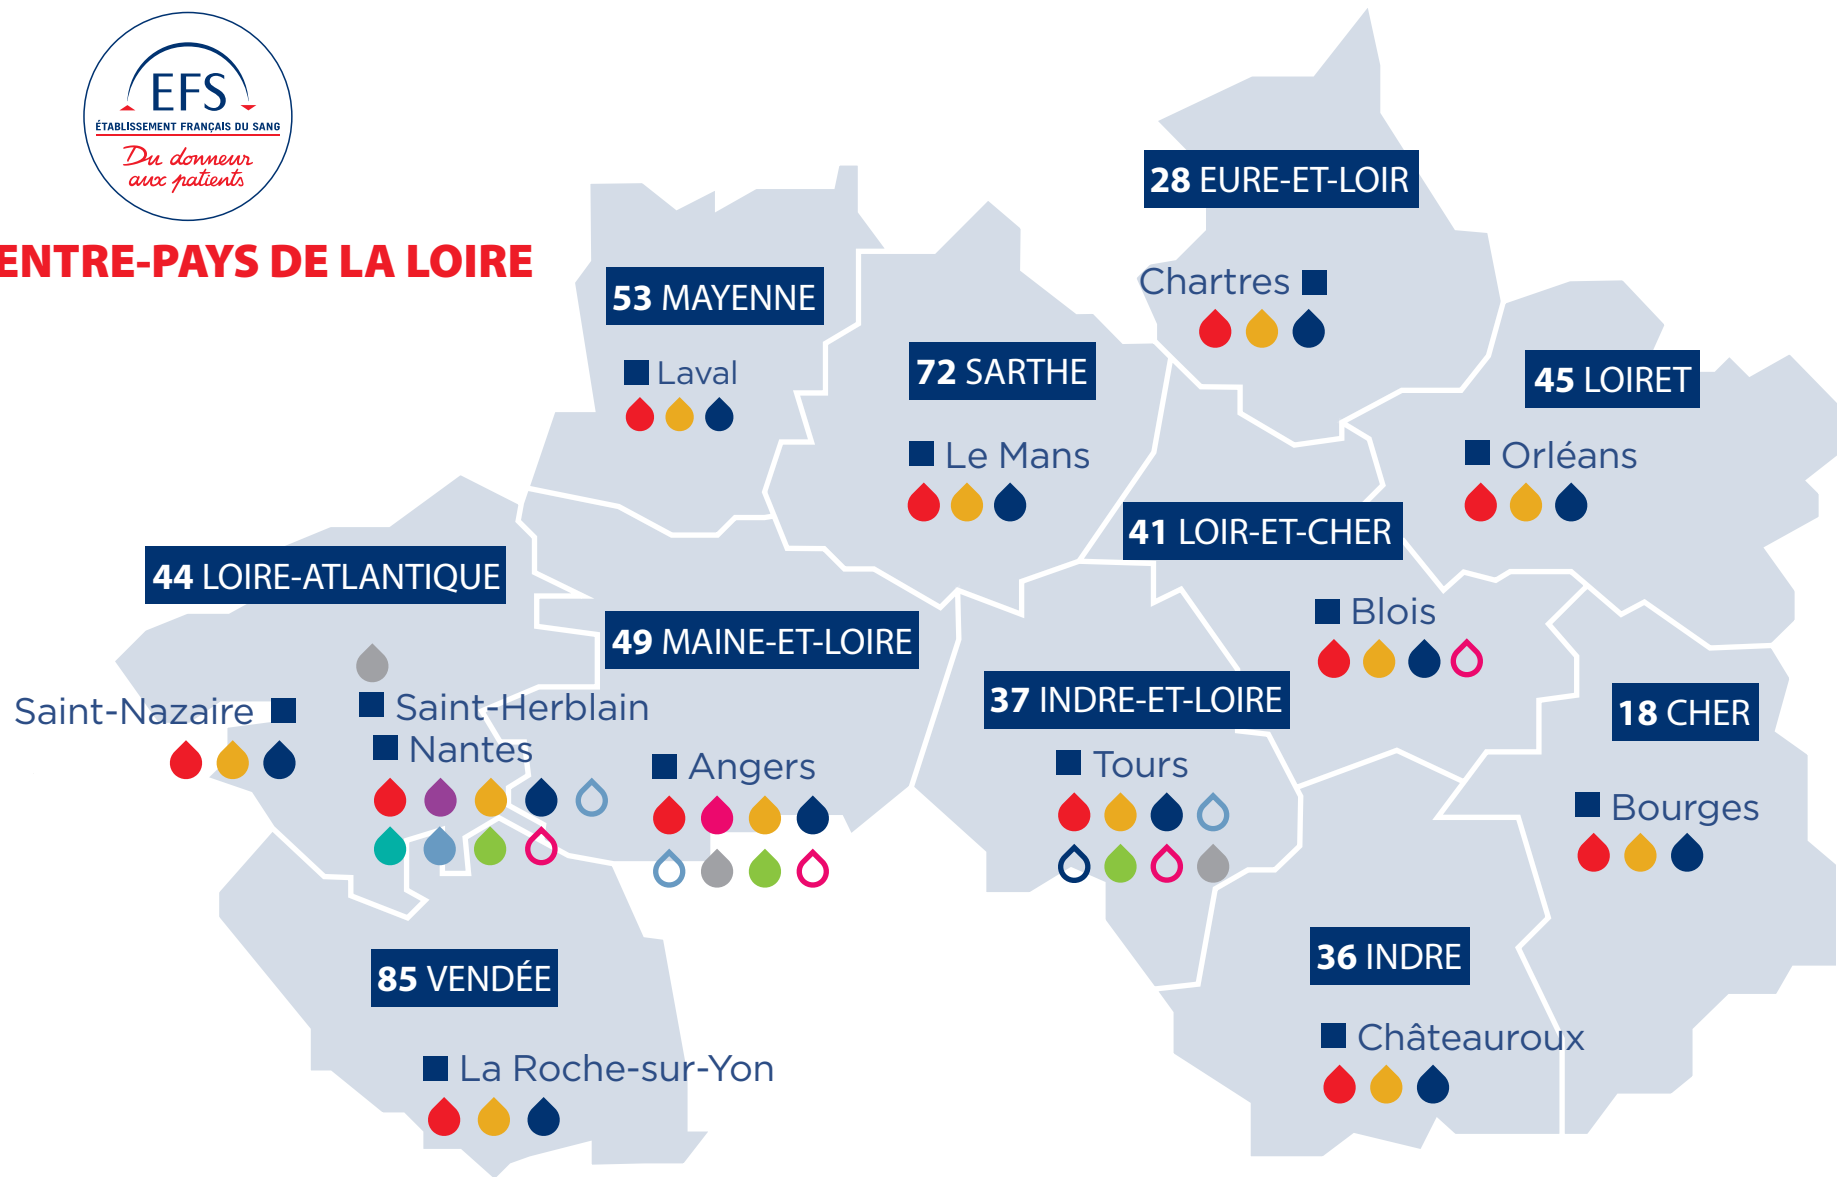 EFS
ÉTABLISSEMENT FRANÇAIS DU SANG
Du donneur
aux patients
ENTRE-PAYS DE LA LOIRE
28 EURE-ET-LOIR
Chartres
53 MAYENNE
Laval
72 SARTHE
Le Mans
45 LOIRET
Orléans
41 LOIR-ET-CHER
Blois
44 LOIRE-ATLANTIQUE
Saint-Nazaire
Saint-Herblain
Nantes
49 MAINE-ET-LOIRE
Angers
37 INDRE-ET-LOIRE
Tours
18 CHER
Bourges
85 VENDÉE
La Roche-sur-Yon
36 INDRE
Châteauroux